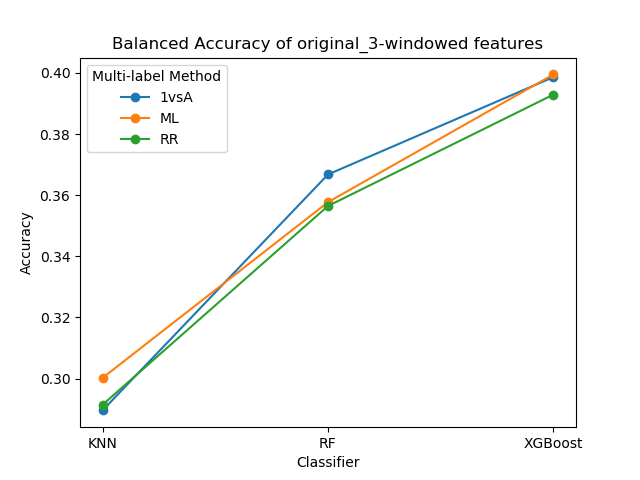 Balanced Accuracy of original_3-windowed features
Multi-label Method
1vsA
ML
RR
0.40
0.38
0.36
0.34
0.32
0.30
Accuracy
KNN
RF
XGBoost
Classifier